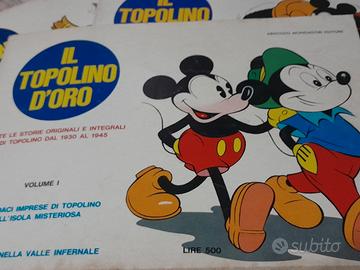 ARNOLDO MONDADORI EDITORE
IL
TOPOLINO
D'ORO
TE LE STORIE ORIGINALI E INTEGRALI
DI TOPOLINO DAL 1930 AL 1945
VOLUME I
DACI IMPRESE DI TOPOLINO
LL'ISOLA MISTERIOSA
NELLA VALLE INFERNALE
LIRE 500
subito